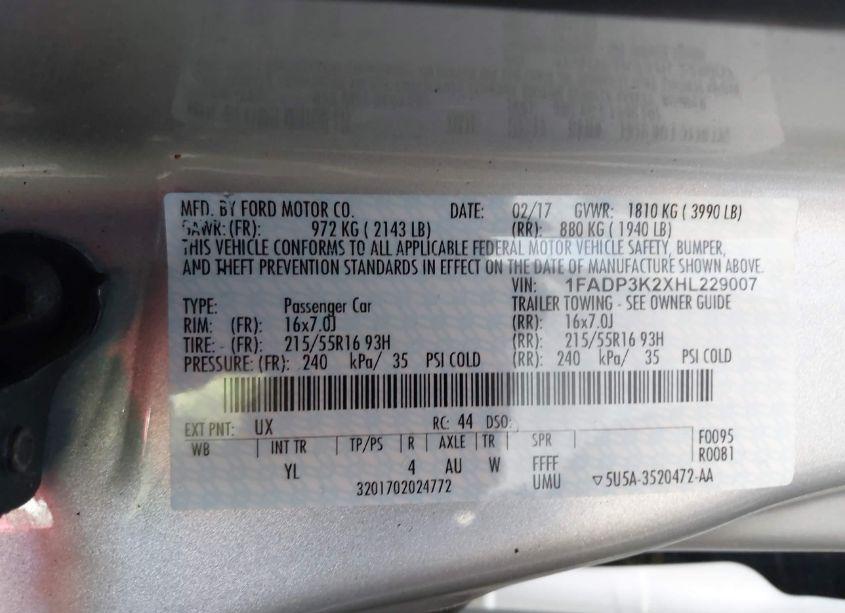 MFD. BY FORD MOTOR CO. DATE: 02/17 GVWR: 1810 KG ( 3990 LB)
GAWR: (FR): 972 KG ( 2143 LB) (RR): 880 KG ( 1940 LB)
THIS VEHICLE CONFORMS TO ALL APPLICABLE FEDERAL MOTOR VEHICLE SAFETY, BUMPER,
AND THEFT PREVENTION STANDARDS IN EFFECT ON THE DATE OF MANUFACTURE SHOWN ABOVE.
VIN: 1FADP3K2XHL229007
TYPE: Passenger Car TRAILER TOWING - SEE OWNER GUIDE
RIM: (FR): 16x7.0J (RR): 16x7.0J
TIRE: (FR): 215/55R16 93H (RR): 215/55R16 93H
PRESSURE: (FR): 240 kPa/ 35 PSI COLD (RR): 240 kPa/ 35 PSI COLD
EXT PNT: UX RC: 44 DSO:
WB INT TR TP/PS R AXLE TR SPR F0095
R0081
YL 4 AU W FFFF
UMU
3201702024772 ▽5U5A-3520472-AA